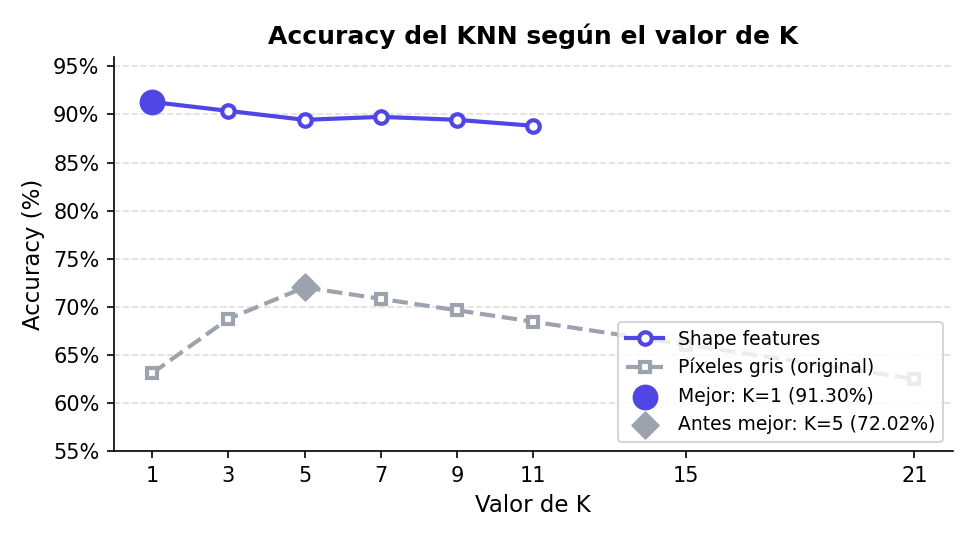 Accuracy del KNN según el valor de K
Accuracy (%)
95%
90%
85%
80%
75%
70%
65%
60%
55%
Shape features
Píxeles gris (original)
Mejor: K=1 (91.30%)
Antes mejor: K=5 (72.02%)
1 3 5 7 9 11 15 21
Valor de K